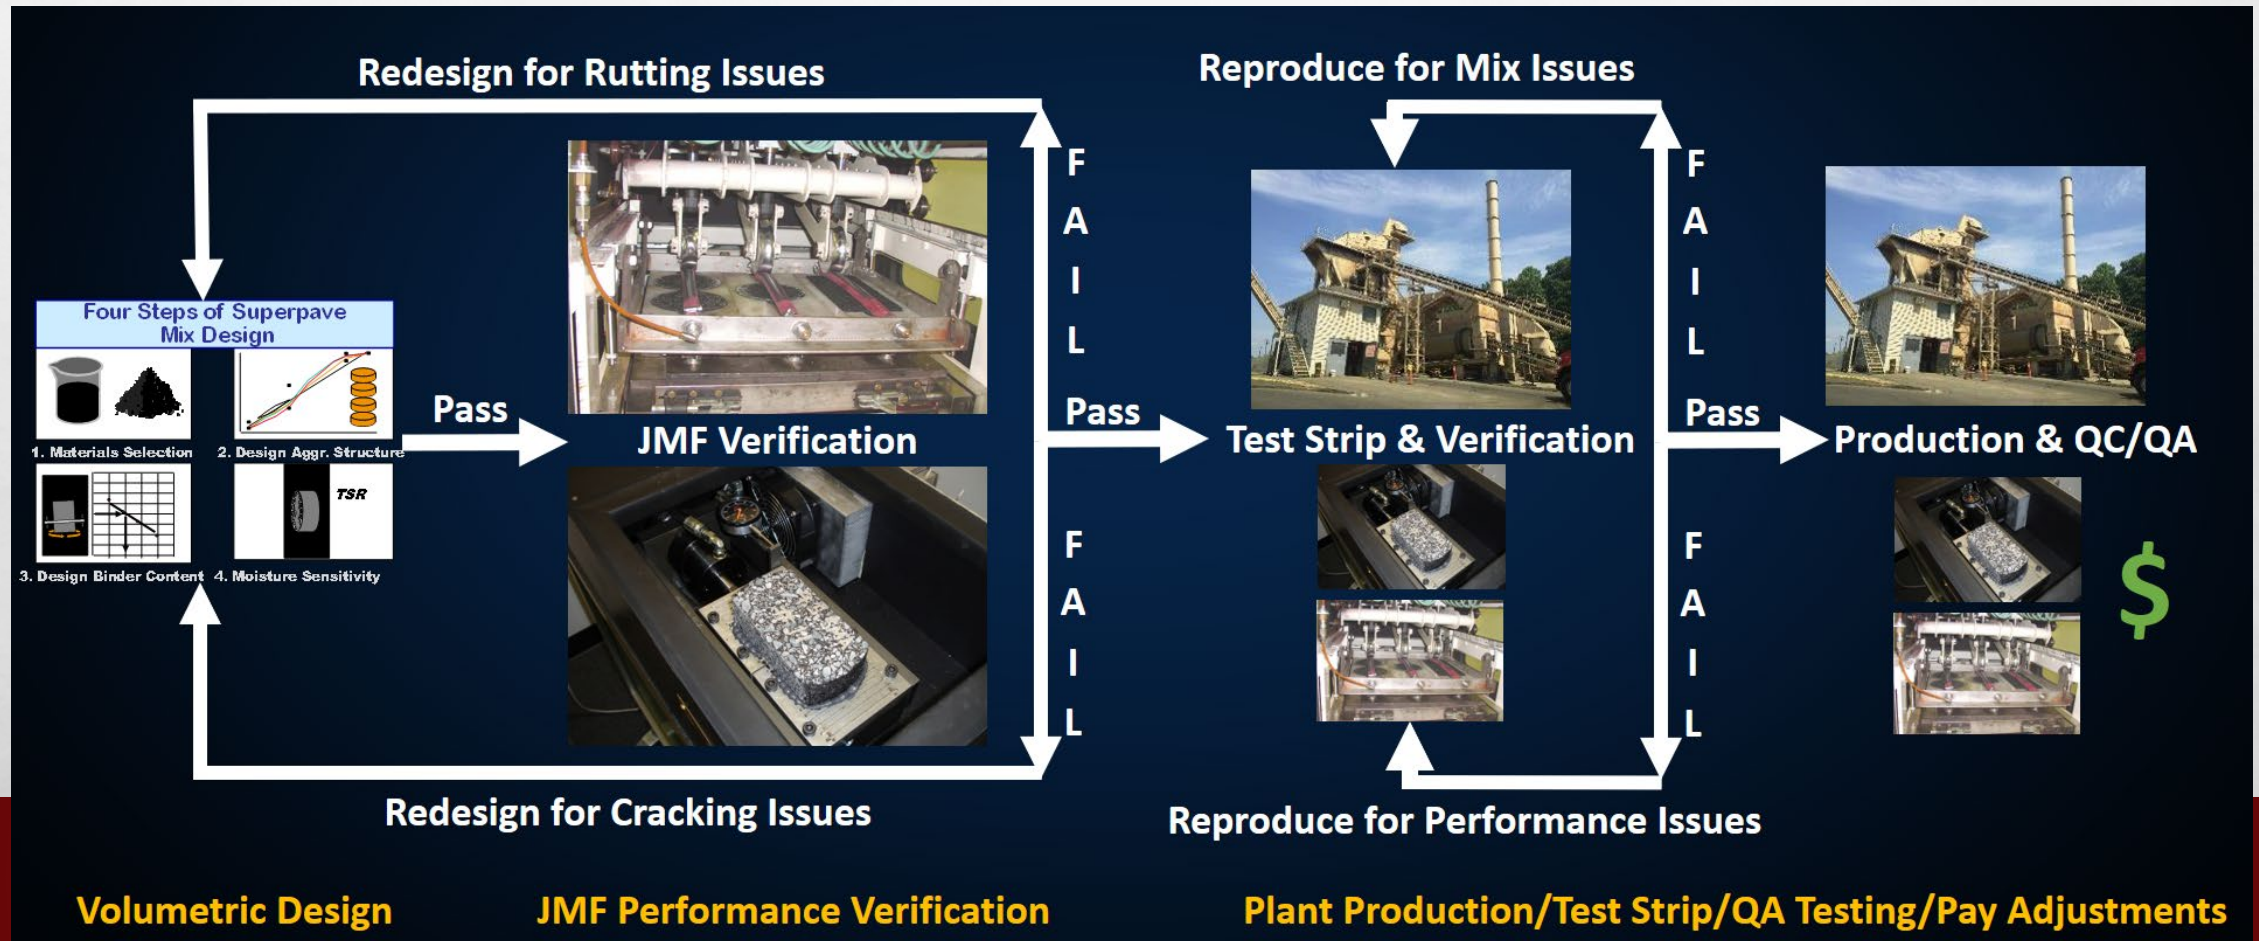 Redesign for Rutting Issues
Reproduce for Mix Issues
Four Steps of Superpave
Mix Design
1. Materials Selection
2. Design Aggr. Structure
TSR
3. Design Binder Content
4. Moisture Sensitivity
Pass
JMF Verification
F
A
I
L
Pass
F
A
I
L
Test Strip & Verification
F
A
I
L
Pass
F
A
I
L
Production & QC/QA
$
Redesign for Cracking Issues
Reproduce for Performance Issues
Volumetric Design
JMF Performance Verification
Plant Production/Test Strip/QA Testing/Pay Adjustments